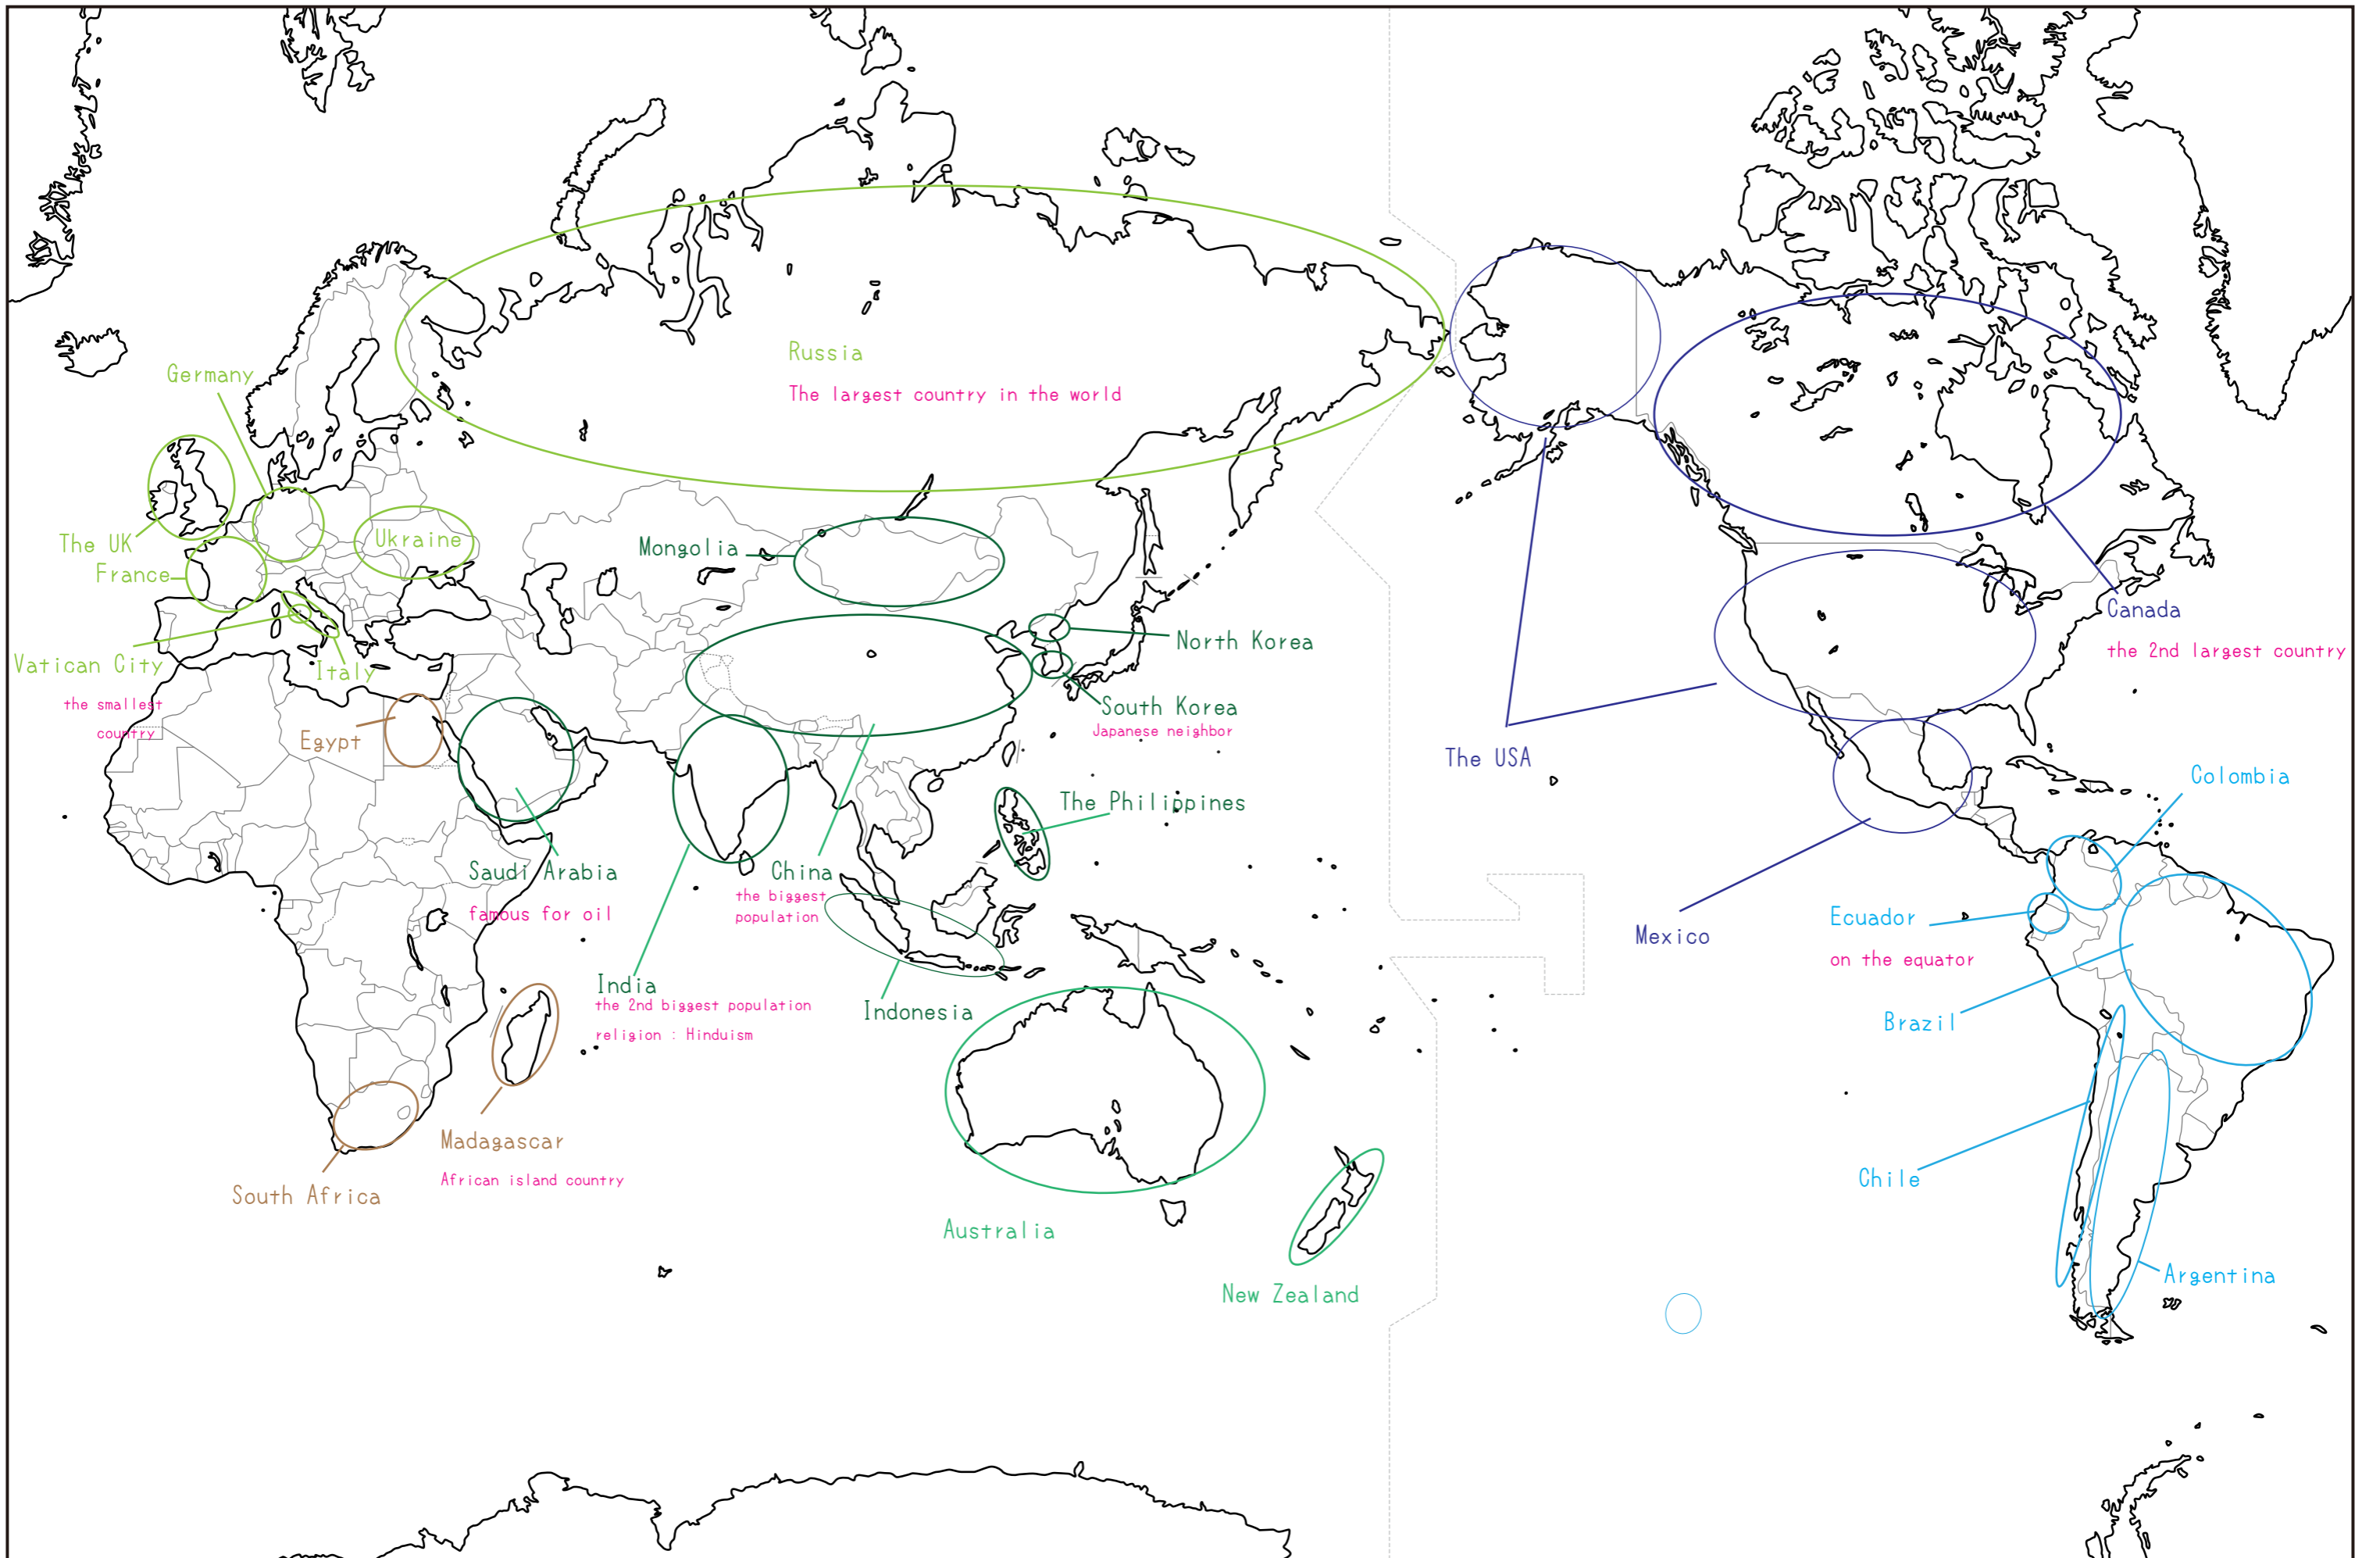 Russia
The largest country in the world
Germany
The UK
France
Ukraine
Vatican City
the smallest
country
Italy
Egypt
Mongolia
North Korea
South Korea
Japanese neighbor
The Philippines
Saudi Arabia
famous for oil
China
the biggest
population
India
the 2nd biggest population
religion : Hinduism
Indonesia
Madagascar
African island country
South Africa
Australia
New Zealand
Canada
the 2nd largest country
The USA
Mexico
Colombia
Ecuador
on the equator
Brazil
Chile
Argentina